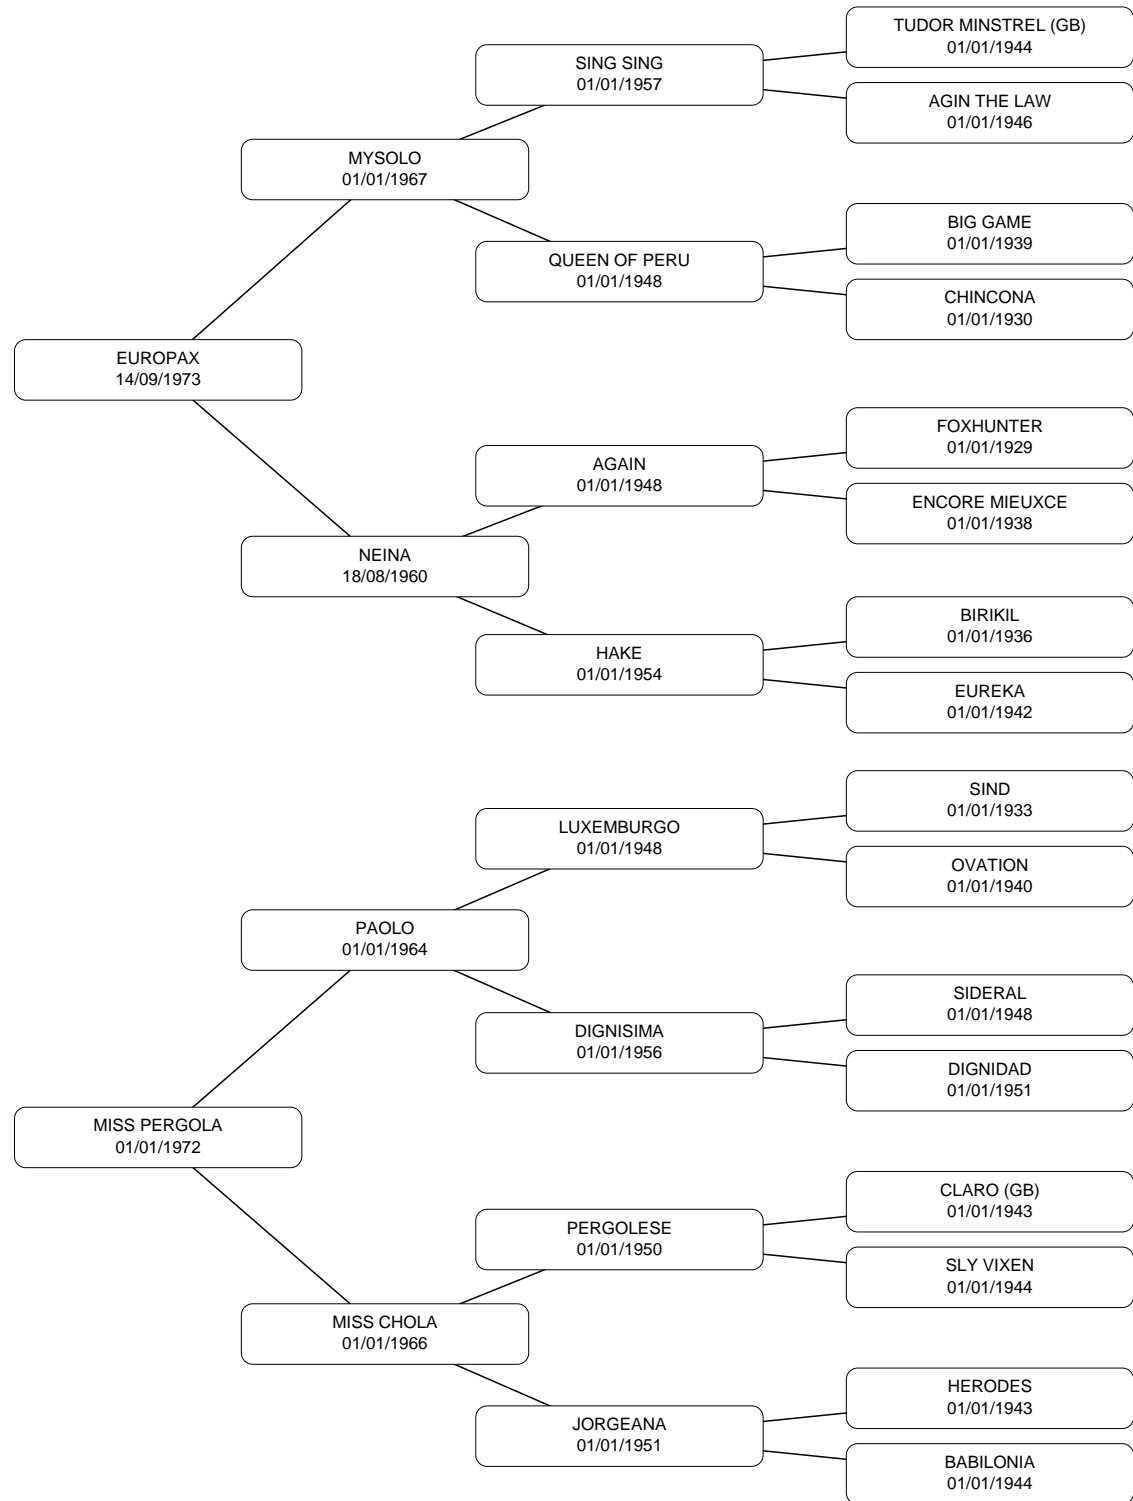 TUDOR MINSTREL (GB)
01/01/1944
SING SING
01/01/1957
AGIN THE LAW
01/01/1946
MYSOLO
01/01/1967
BIG GAME
01/01/1939
QUEEN OF PERU
01/01/1948
CHINCONA
01/01/1930
EUROPAX
14/09/1973
FOXHUNTER
01/01/1929
AGAIN
01/01/1948
ENCORE MIEUXCE
01/01/1938
NEINA
18/08/1960
BIRIKIL
01/01/1936
HAKE
01/01/1954
EUREKA
01/01/1942
SIND
01/01/1933
LUXEMBURGO
01/01/1948
OVATION
01/01/1940
PAOLO
01/01/1964
SIDERAL
01/01/1948
DIGNISIMA
01/01/1956
DIGNIDAD
01/01/1951
MISS PERGOLA
01/01/1972
CLARO (GB)
01/01/1943
PERGOLESE
01/01/1950
SLY VIXEN
01/01/1944
MISS CHOLA
01/01/1966
HERODES
01/01/1943
JORGEANA
01/01/1951
BABILONIA
01/01/1944